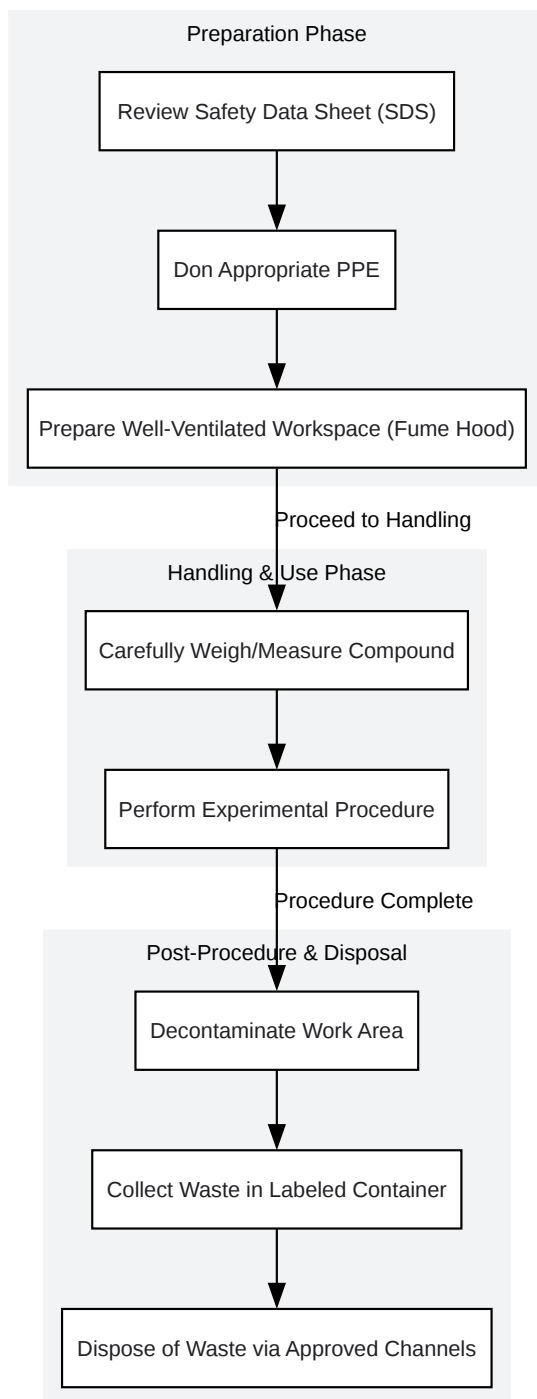 Preparation Phase
Review Safety Data Sheet (SDS)
Don Appropriate PPE
Prepare Well-Ventilated Workspace (Fume Hood)
Proceed to Handling
Handling & Use Phase
Carefully Weigh/Measure Compound
Perform Experimental Procedure
Procedure Complete
Post-Procedure & Disposal
Decontaminate Work Area
Collect Waste in Labeled Container
Dispose of Waste via Approved Channels